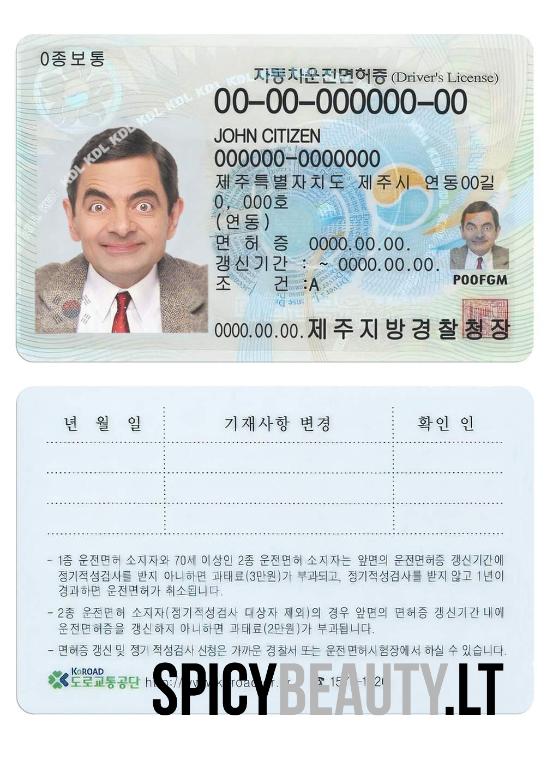 0종보통
자동차운전면허증 (Driver's License)
00-00-000000-00
JOHN CITIZEN
000000-0000000
제주특별자치도 제주시 연동00길
0, 000호
(연동)
면 허 증 0000.00.00.
갱신기간 : ~ 0000.00.00.
조 건 :A
P00FGM
0000.00.00. 제주지방경찰청장
년 월 일 기재사항 변경 확인 인
- 1종 운전면허 소지자와 70세 이상인 2종 운전면허 소지자는 앞면의 운전면허증 갱신기간에
정기적성검사를 받지 아니하면 과태료(3만원)가 부과되고, 정기적성검사를 받지 않고 1년이
경과하면 운전면허가 취소됩니다.
- 2종 운전면허 소지자(정기적성검사 대상자 제외)의 경우 앞면의 면허증 갱신기간 내에
운전면허증을 갱신하지 아니하면 과태료(2만원)가 부과됩니다.
- 면허증 갱신 및 정기 적성검사 신청은 가까운 경찰서 또는 운전면허시험장에서 하실 수 있습니다.
KoROAD
도로교통공단
SPICYBEAUTY.LT